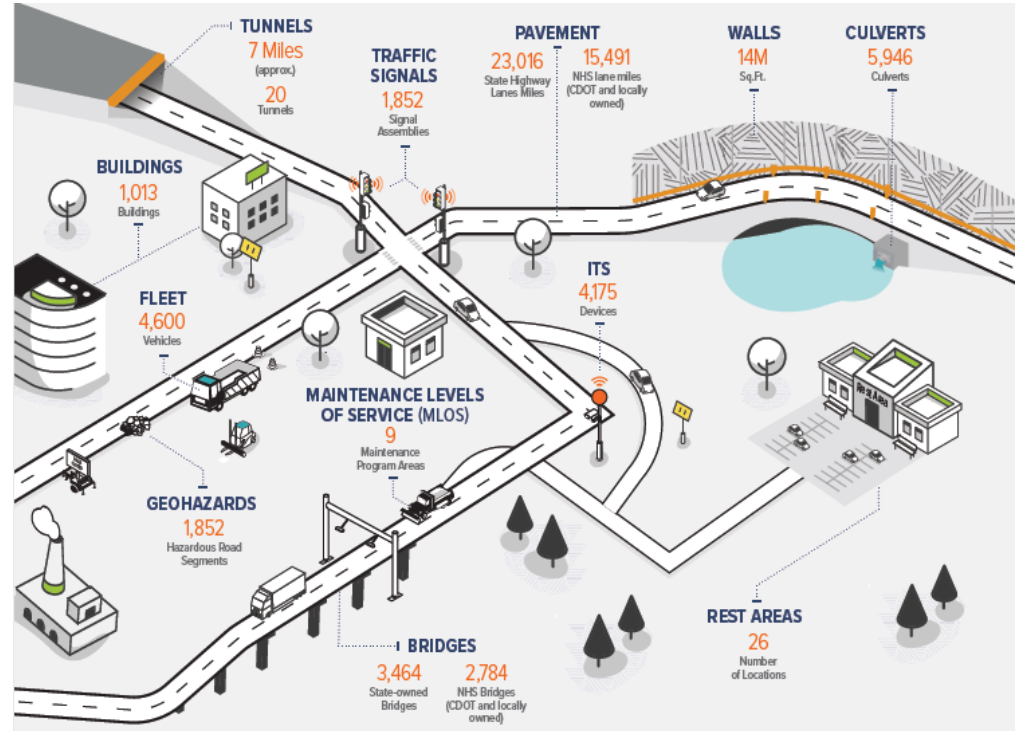 TUNNELS
7 Miles
(approx.)
20
Tunnels
TRAFFIC
SIGNALS
1,852
Signal
Assemblies
PAVEMENT
23,016
State Highway
Lanes Miles
15,491
NHS lane miles
(CDOT and locally
owned)
WALLS
14M
Sq.Ft.
CULVERTS
5,946
Culverts
BUILDINGS
1,013
Buildings
FLEET
4,600
Vehicles
ITS
4,175
Devices
MAINTENANCE LEVELS
OF SERVICE (MLOS)
9
Maintenance
Program Areas
Rest Area
GEOHAZARDS
1,852
Hazardous Road
Segments
BRIDGES
3,464
State-owned
Bridges
2,784
NHS Bridges
(CDOT and locally
owned)
REST AREAS
26
Number
of Locations